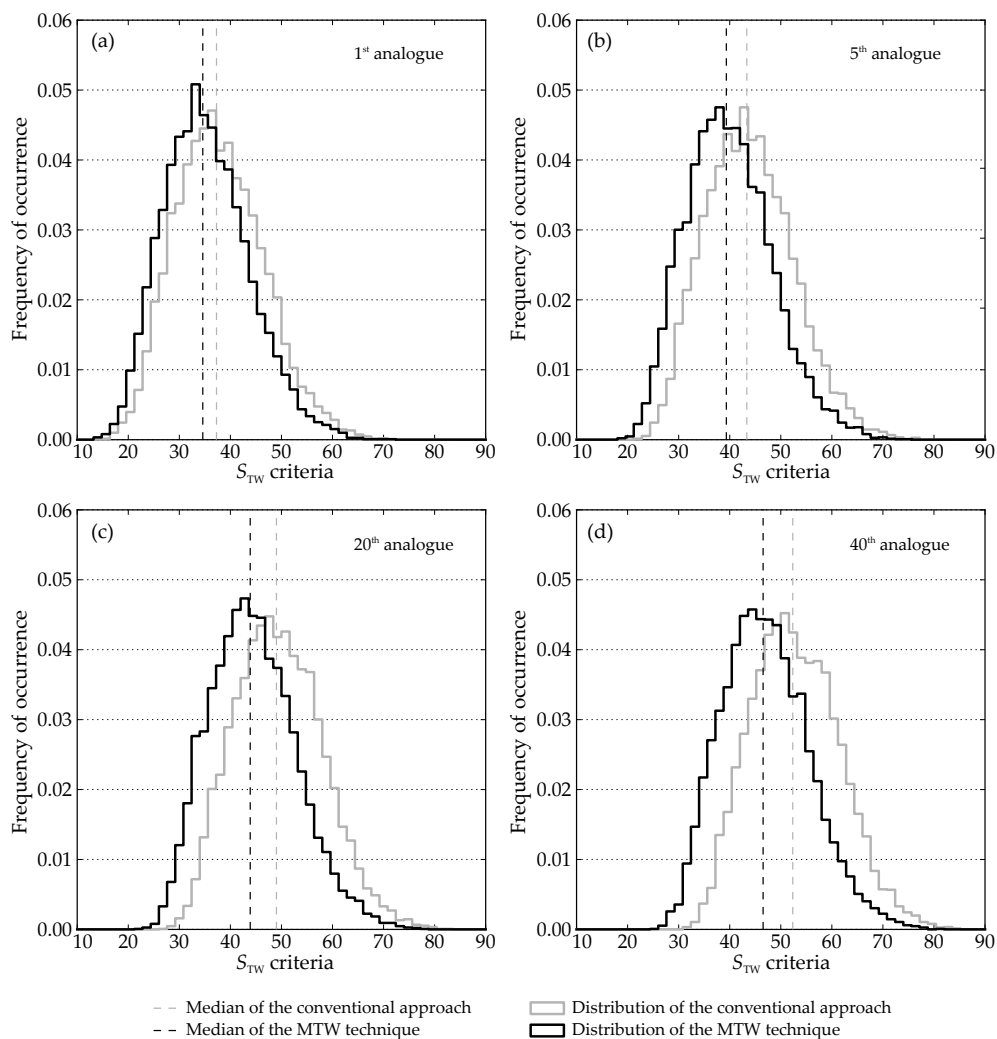 (a)
1st analogue
0.06
0.05
0.04
0.03
0.02
0.01
0.00
Frequency of occurrence
10 20 30 40 50 60 70 80 90
STW criteria
(b)
5th analogue
0.06
0.05
0.04
0.03
0.02
0.01
0.00
Frequency of occurrence
10 20 30 40 50 60 70 80 90
STW criteria
(c)
20th analogue
0.06
0.05
0.04
0.03
0.02
0.01
0.00
Frequency of occurrence
10 20 30 40 50 60 70 80 90
STW criteria
(d)
40th analogue
0.06
0.05
0.04
0.03
0.02
0.01
0.00
Frequency of occurrence
10 20 30 40 50 60 70 80 90
STW criteria
Median of the conventional approach
Median of the MTW technique
Distribution of the conventional approach
Distribution of the MTW technique